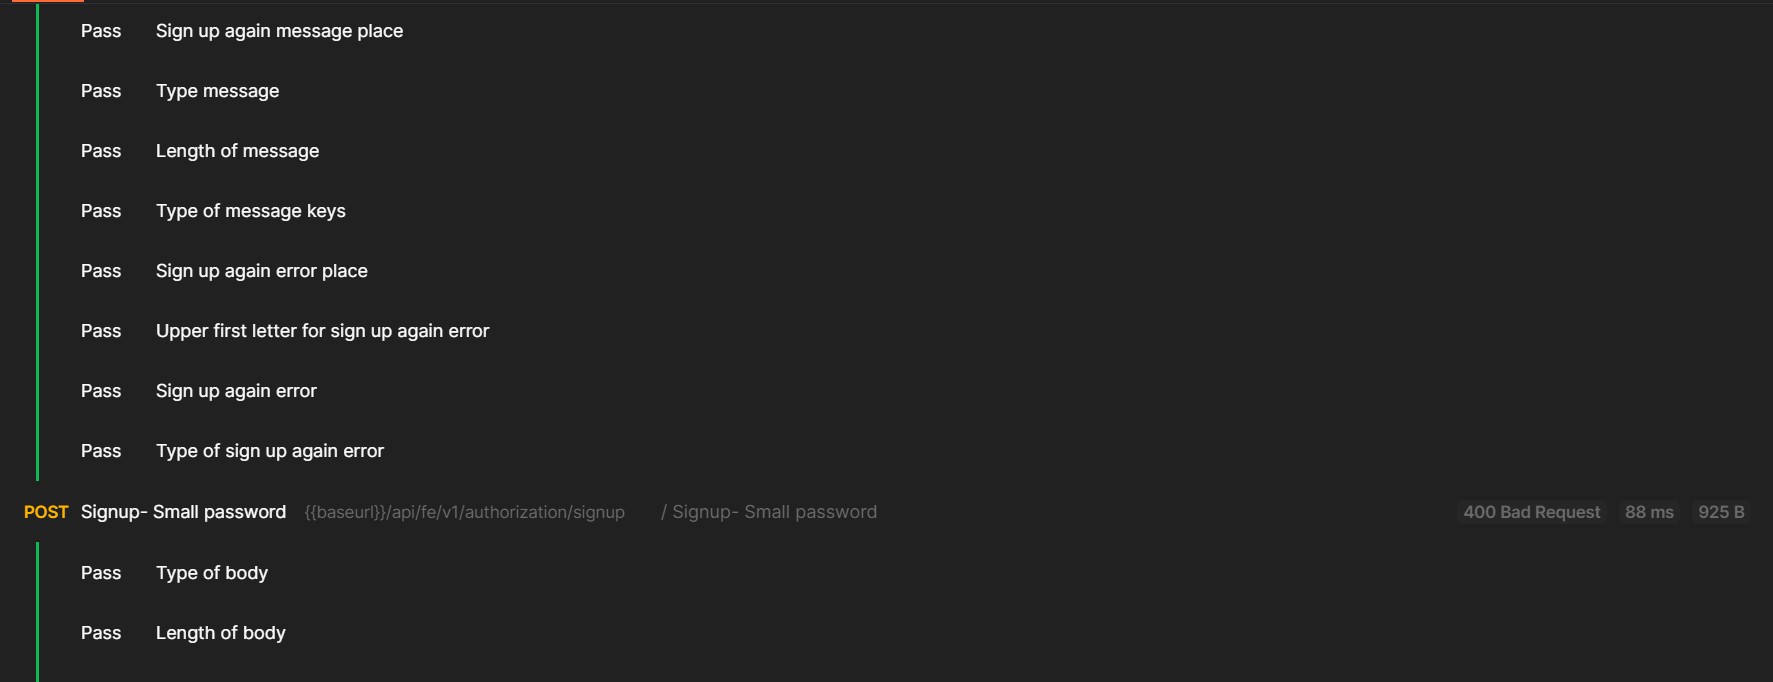 Pass Sign up again message place
Pass Type message
Pass Length of message
Pass Type of message keys
Pass Sign up again error place
Pass Upper first letter for sign up again error
Pass Sign up again error
Pass Type of sign up again error
POST Signup- Small password {{baseurl}}/api/fe/v1/authorization/signup / Signup- Small password 400 Bad Request 88 ms 925 B
Pass Type of body
Pass Length of body